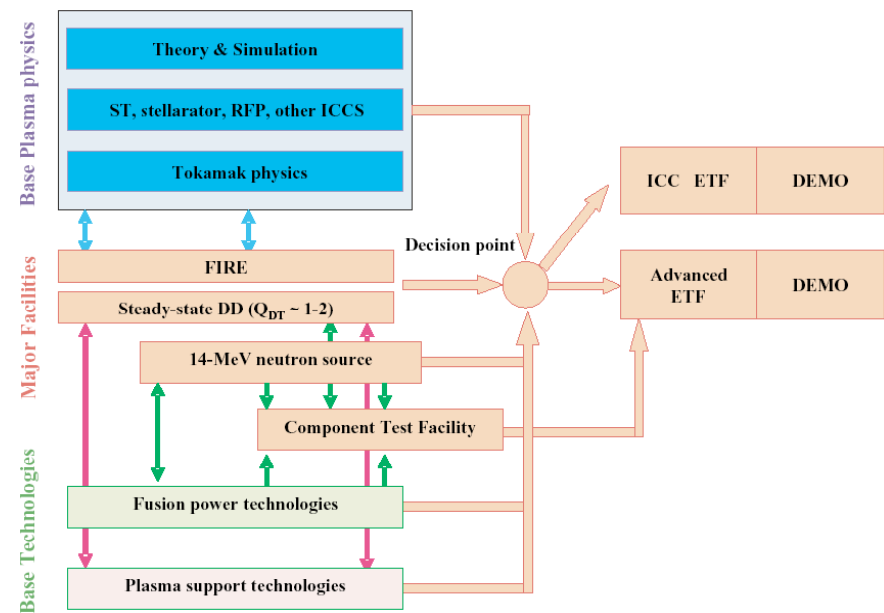 Base Plasma physics
Theory & Simulation
ST, stellarator, RFP, other ICCS
Tokamak physics
ICC ETF
DEMO
Decision point
Major Facilities
FIRE
Advanced
ETF
DEMO
Steady-state DD (Q_DT ~ 1-2)
14-MeV neutron source
Component Test Facility
Base Technologies
Fusion power technologies
Plasma support technologies